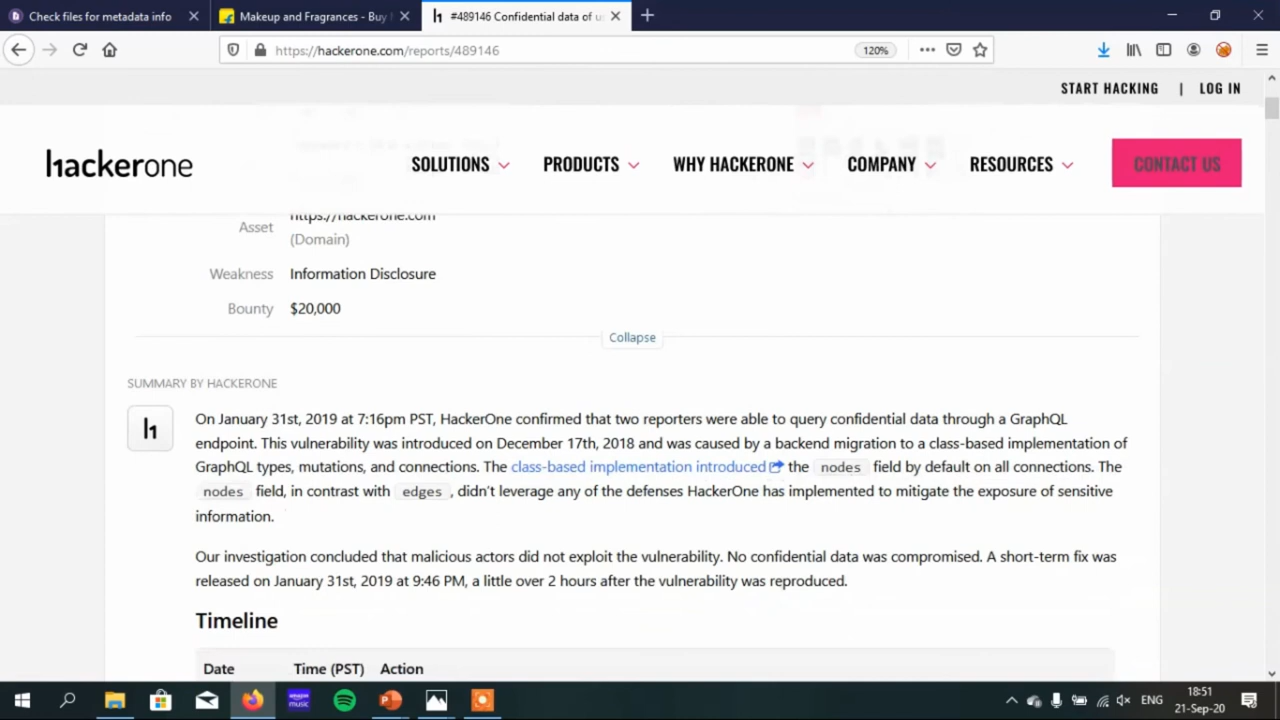 Check files for metadata info
Makeup and Fragrances - Buy
#489146 Confidential data of us
https://hackerone.com/reports/489146
120%
START HACKING | LOG IN
hackerone
SOLUTIONS
PRODUCTS
WHY HACKERONE
COMPANY
RESOURCES
CONTACT US
Asset https://hackerone.com
(Domain)
Weakness Information Disclosure
Bounty $20,000
Collapse
SUMMARY BY HACKERONE
On January 31st, 2019 at 7:16pm PST, HackerOne confirmed that two reporters were able to query confidential data through a GraphQL
endpoint. This vulnerability was introduced on December 17th, 2018 and was caused by a backend migration to a class-based implementation of
GraphQL types, mutations, and connections. The class-based implementation introduced the nodes field by default on all connections. The
nodes field, in contrast with edges, didn't leverage any of the defenses HackerOne has implemented to mitigate the exposure of sensitive
information.
Our investigation concluded that malicious actors did not exploit the vulnerability. No confidential data was compromised. A short-term fix was
released on January 31st, 2019 at 9:46 PM, a little over 2 hours after the vulnerability was reproduced.
Timeline
Date Time (PST) Action
amazon music
ENG
18:51
21-Sep-20